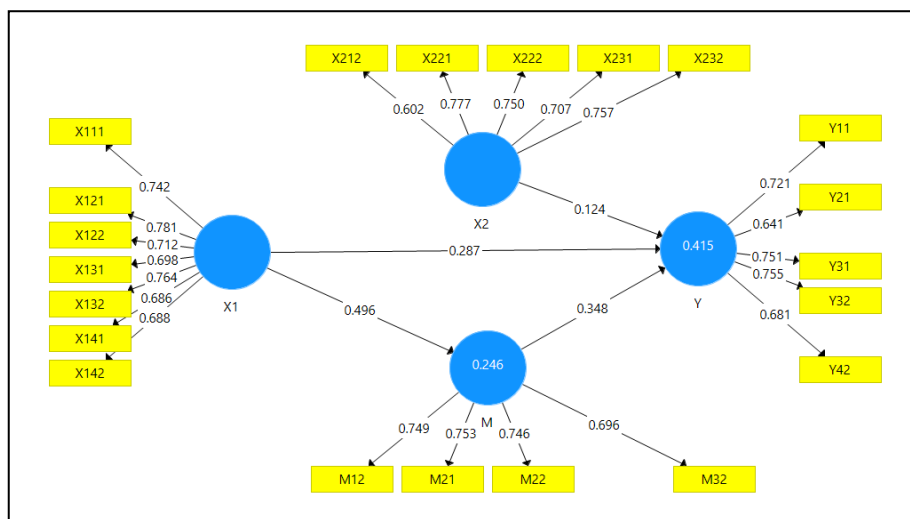 X212 X221 X222 X231 X232
0.602 0.777 0.750 0.707 0.757
X2
X111
X121
X122
X131
X132
X141
X142
0.742
0.781
0.712
0.698
0.764
0.686
0.688
X1
0.124
0.287
0.496
0.348
0.415
Y
Y11
Y21
Y31
Y32
Y42
0.721
0.641
0.751
0.755
0.681
0.246
M
0.749 0.753 0.746 0.696
M12 M21 M22 M32